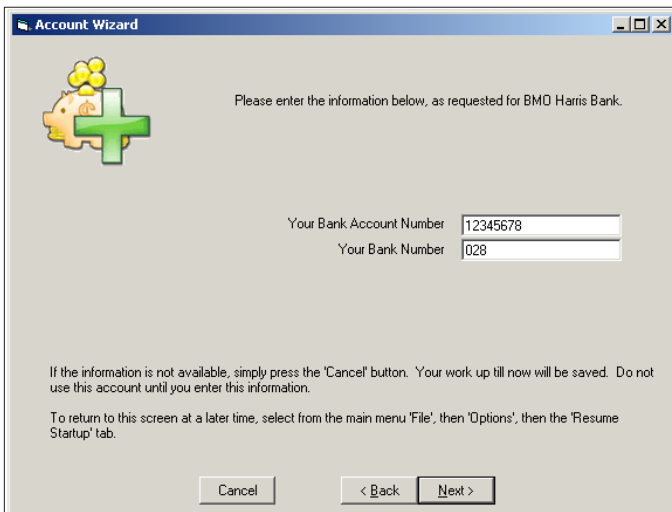 Account Wizard
Please enter the information below, as requested for BMO Harris Bank.
Your Bank Account Number 12345678
Your Bank Number 028
If the information is not available, simply press the 'Cancel' button. Your work up till now will be saved. Do not
use this account until you enter this information.
To return to this screen at a later time, select from the main menu 'File', then 'Options', then the 'Resume
Startup' tab.
Cancel < Back Next >